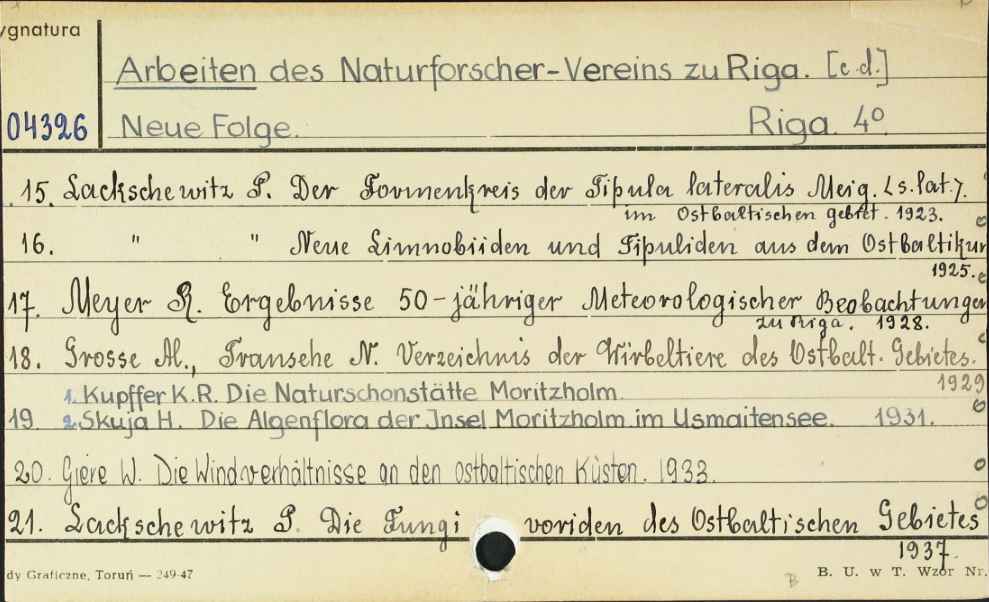 ygnatura
Arbeiten des Naturforscher-Vereins zu Riga. [c.d.]
04326 Neue Folge. Riga. 4º.
15. Lackschewitz P. Der Formenkreis der Tipula lateralis Meig. (s. lat.).
im Ostbaltischen gebiet. 1923.
16. " " Neue Limnobiiden und Tipuliden aus dem Ostbaltikum
1925.
17. Meyer R. Ergebnisse 50-jähriger Meteorologischer Beobachtungen
zu Riga. 1928.
18. Grosse Al., Transehe N. Verzeichnis der Wirbeltiere des Ostbalt. Gebietes.
1929
1. Kupffer K.R. Die Naturschonstätte Moritzholm.
19 2. Skuja H. Die Algenflora der Insel Moritzholm im Usmaitensee. 1931.
20. Giere W. Die Windverhältnisse an den ostbaltischen Küsten. 1933.
21. Lackschewitz P. Die Fungi voriden des Ostbaltischen Gebietes
1937.
dy Graficzne, Toruń — 249-47
B. U. w T. Wzór Nr.